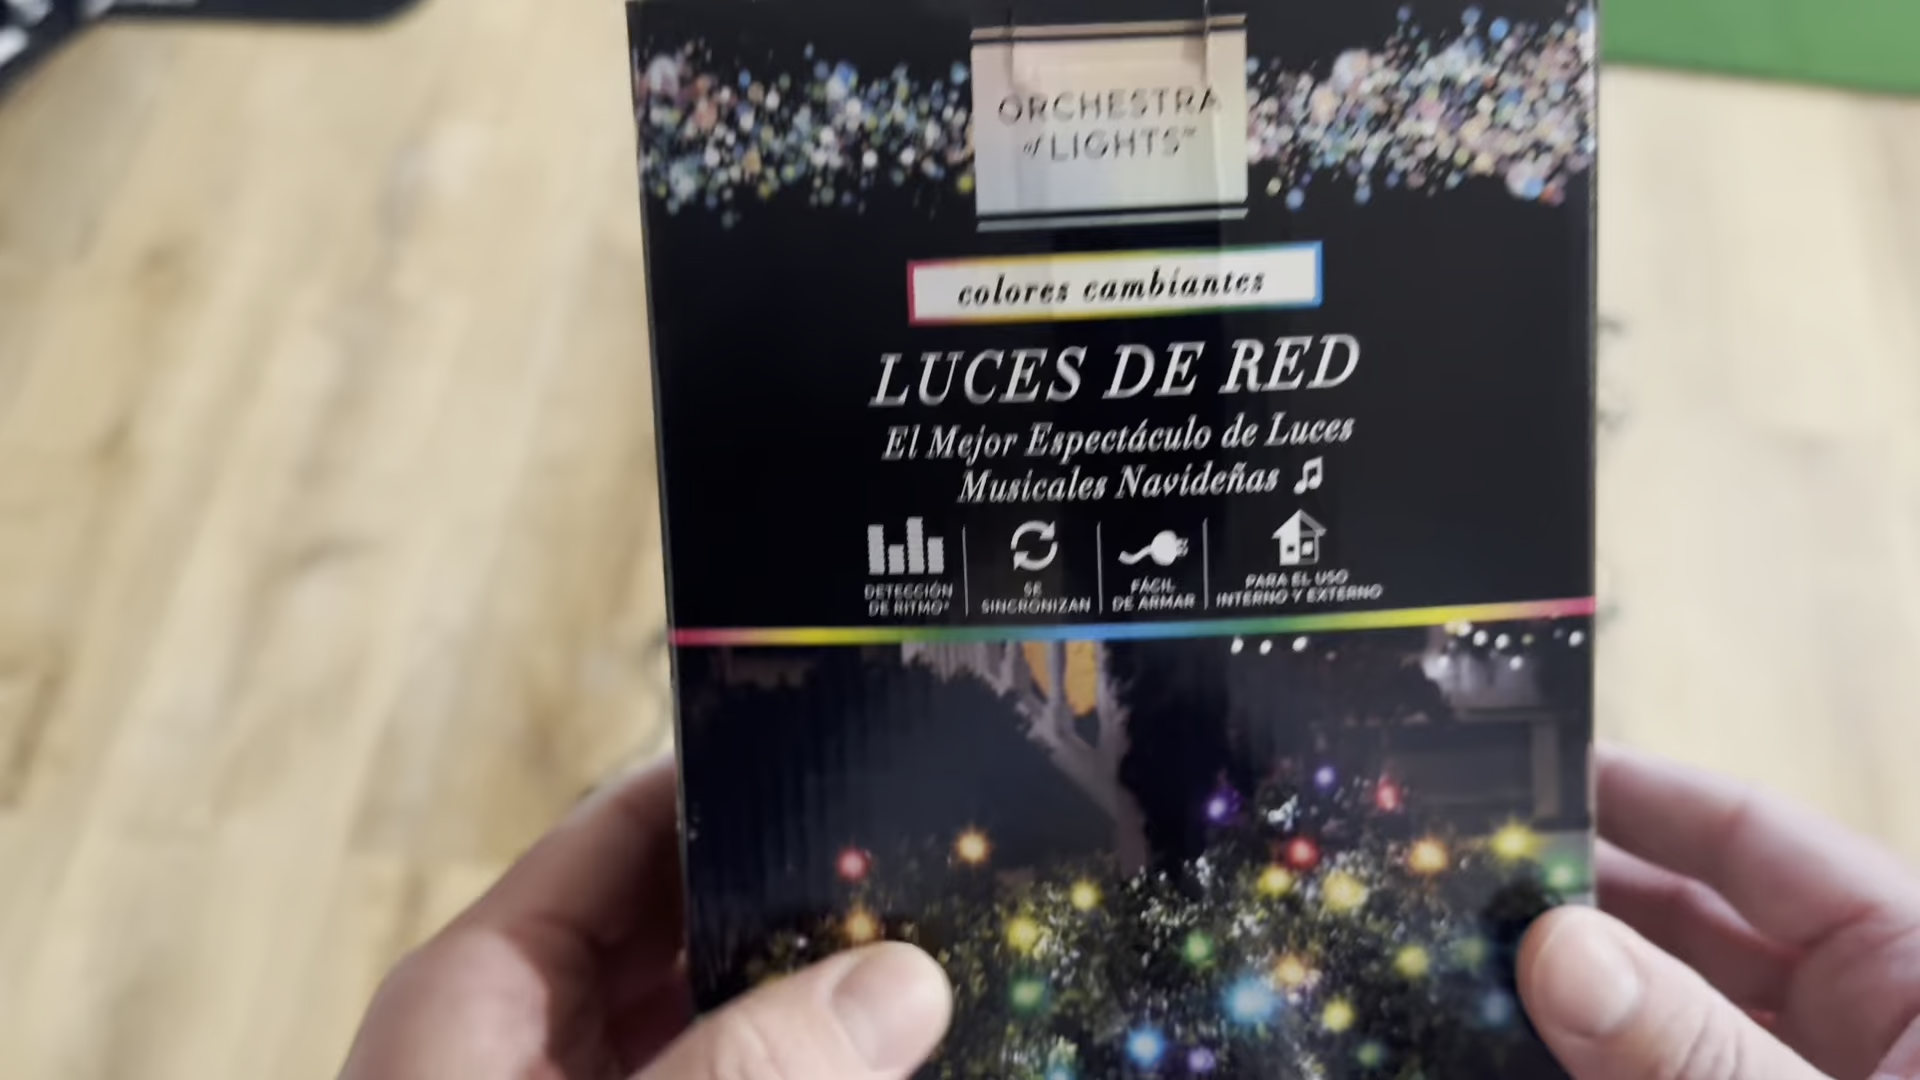 ORCHESTRA
of LIGHTS™
colores cambiantes
LUCES DE RED
El Mejor Espectáculo de Luces
Musicales Navideñas
DETECCIÓN
DE RITMO*
SE
SINCRONIZAN
FÁCIL
DE ARMAR
PARA EL USO
INTERNO Y EXTERNO